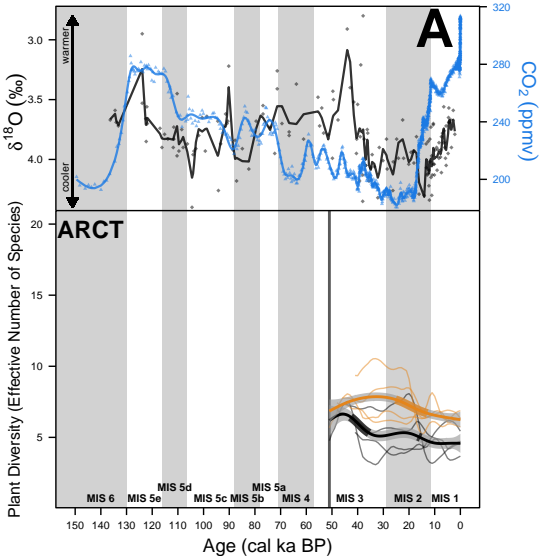 A
warmer
cooler
δ18O (‰)
3.0
3.5
4.0
320
280
240
200
CO2 (ppmv)
ARCT
Plant Diversity (Effective Number of Species)
20
15
10
5
MIS 6
MIS 5e
MIS 5d
MIS 5c
MIS 5b
MIS 5a
MIS 4
MIS 3
MIS 2
MIS 1
150 140 130 120 110 100 90 80 70 60 50 40 30 20 10 0
Age (cal ka BP)